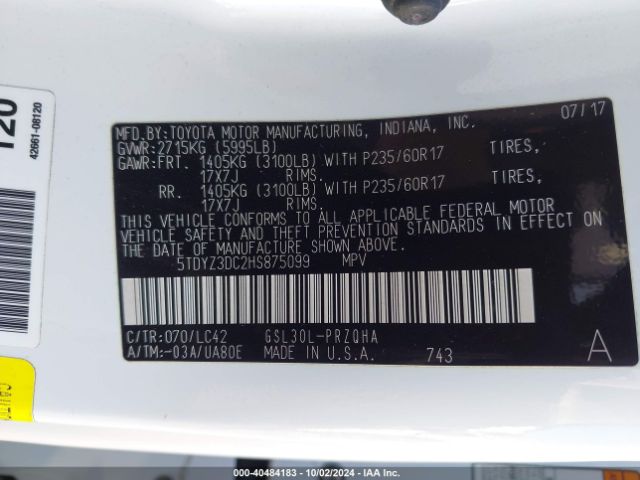 120
42661-08120
07/17
MFD.BY:TOYOTA MOTOR MANUFACTURING, INDIANA, INC.
GVWR:2715KG (5995LB)
GAWR:FRT. 1405KG (3100LB) WITH P235/60R17 TIRES,
17X7J RIMS.
RR. 1405KG (3100LB) WITH P235/60R17 TIRES,
17X7J RIMS.
THIS VEHICLE CONFORMS TO ALL APPLICABLE FEDERAL MOTOR
VEHICLE SAFETY AND THEFT PREVENTION STANDARDS IN EFFECT ON
THE DATE OF MANUFACTURE SHOWN ABOVE.
5TDYZ3DC2HS875099 MPV
C/TR:070/LC42 GSL30L-PRZQHA
A/TM:-03A/UA80E MADE IN U.S.A. 743 A
000-40484183 - 10/02/2024 - IAA Inc.